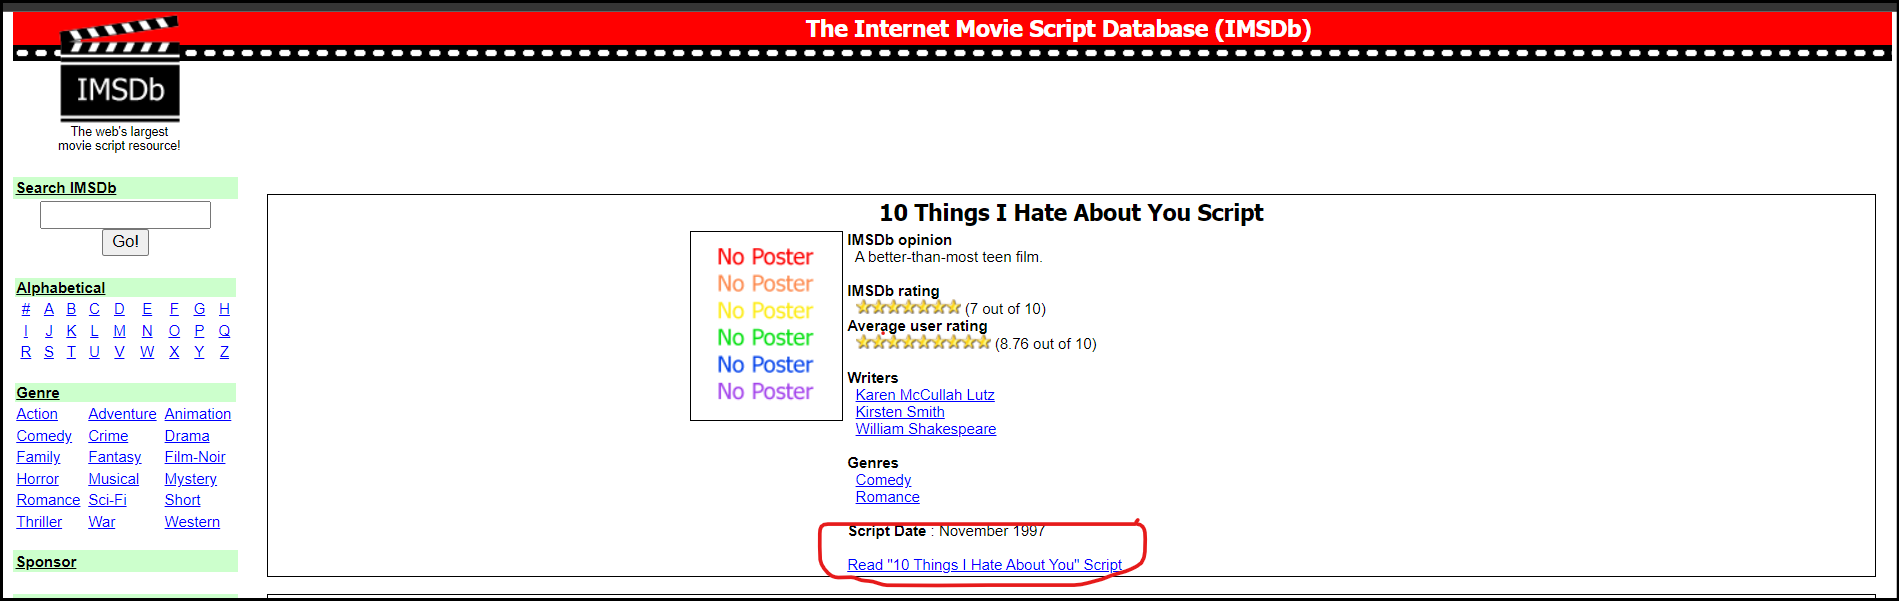 The Internet Movie Script Database (IMSDb)
IMSDb
The web's largest
movie script resource!
Search IMSDb
Go!
Alphabetical
# A B C D E F G H
I J K L M N O P Q
R S T U V W X Y Z
Genre
Action Adventure Animation
Comedy Crime Drama
Family Fantasy Film-Noir
Horror Musical Mystery
Romance Sci-Fi Short
Thriller War Western
Sponsor
10 Things I Hate About You Script
No Poster
No Poster
No Poster
No Poster
No Poster
No Poster
IMSDb opinion
A better-than-most teen film.
IMSDb rating
(7 out of 10)
Average user rating
(8.76 out of 10)
Writers
Karen McCullah Lutz
Kirsten Smith
William Shakespeare
Genres
Comedy
Romance
Script Date : November 1997
Read "10 Things I Hate About You" Script